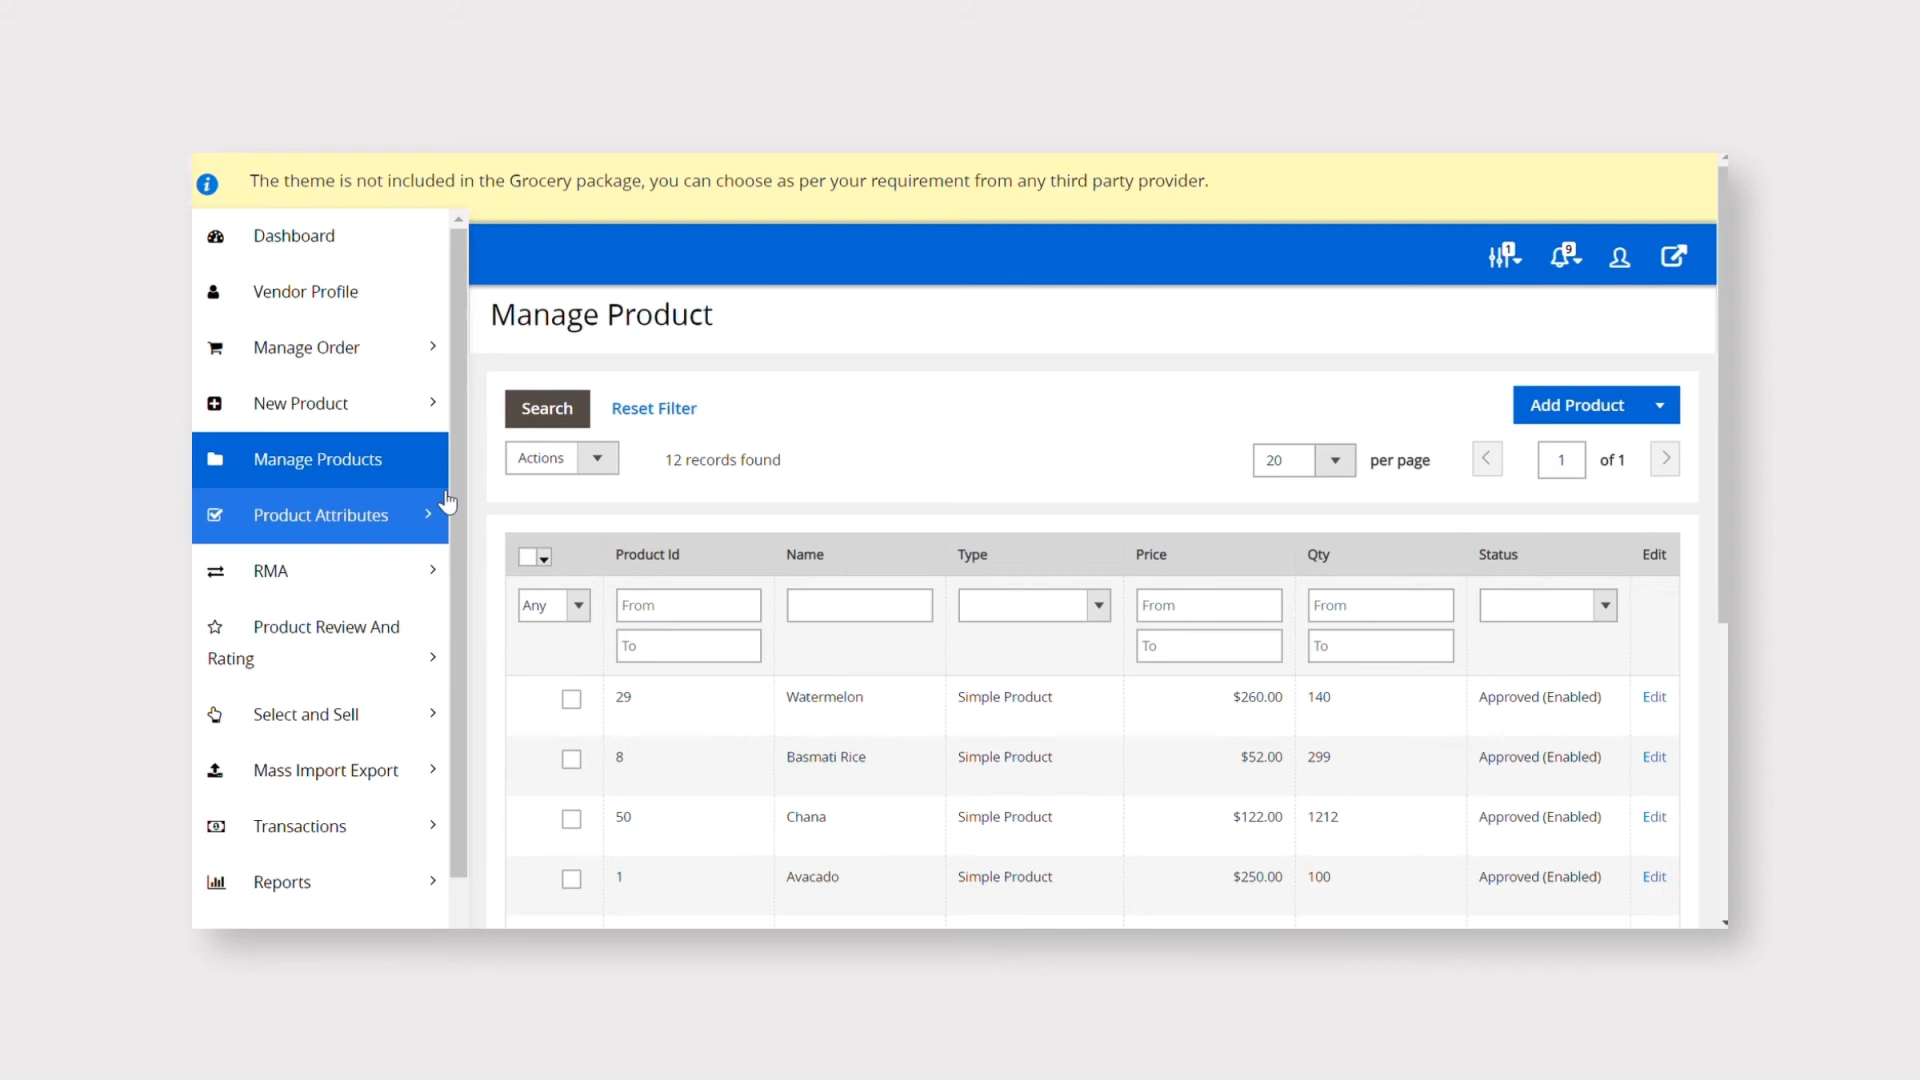 The theme is not included in the Grocery package, you can choose as per your requirement from any third party provider.
Dashboard
Vendor Profile
Manage Order
New Product
Manage Products
Product Attributes
RMA
Product Review And
Rating
Select and Sell
Mass Import Export
Transactions
Reports
1
9
Manage Product
Search Reset Filter Add Product
Actions 12 records found 20 per page 1 of 1
Product Id Name Type Price Qty Status Edit
Any From From From
To To To
29 Watermelon Simple Product $260.00 140 Approved (Enabled) Edit
8 Basmati Rice Simple Product $52.00 299 Approved (Enabled) Edit
50 Chana Simple Product $122.00 1212 Approved (Enabled) Edit
1 Avacado Simple Product $250.00 100 Approved (Enabled) Edit